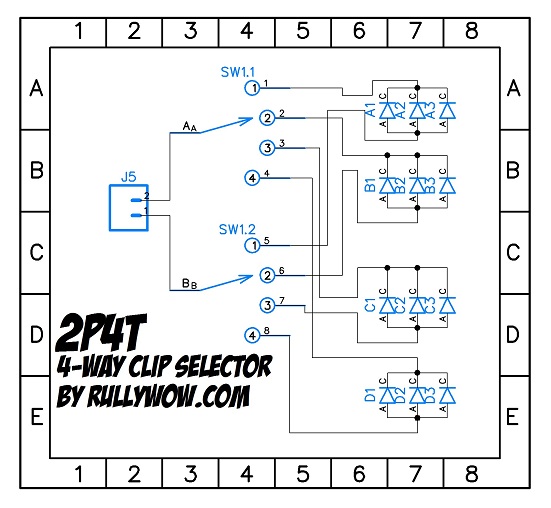 1 2 3 4 5 6 7 8
A A
SW1.1
1 1
C C C
A1 A2 A3
A A A
2 2
AA
B B
3 3
C C C
J5
4 4
B1 B2 B3
A A A
2
1
SW1.2
C C
1 5
2 6
C C C
BB
3 7
C1 C2 C3
A A A
2P4T
D D
4 8
4-WAY CLIP SELECTOR
C C C
BY RULLYWOW.COM
D1 D2 D3
A A A
E E
1 2 3 4 5 6 7 8